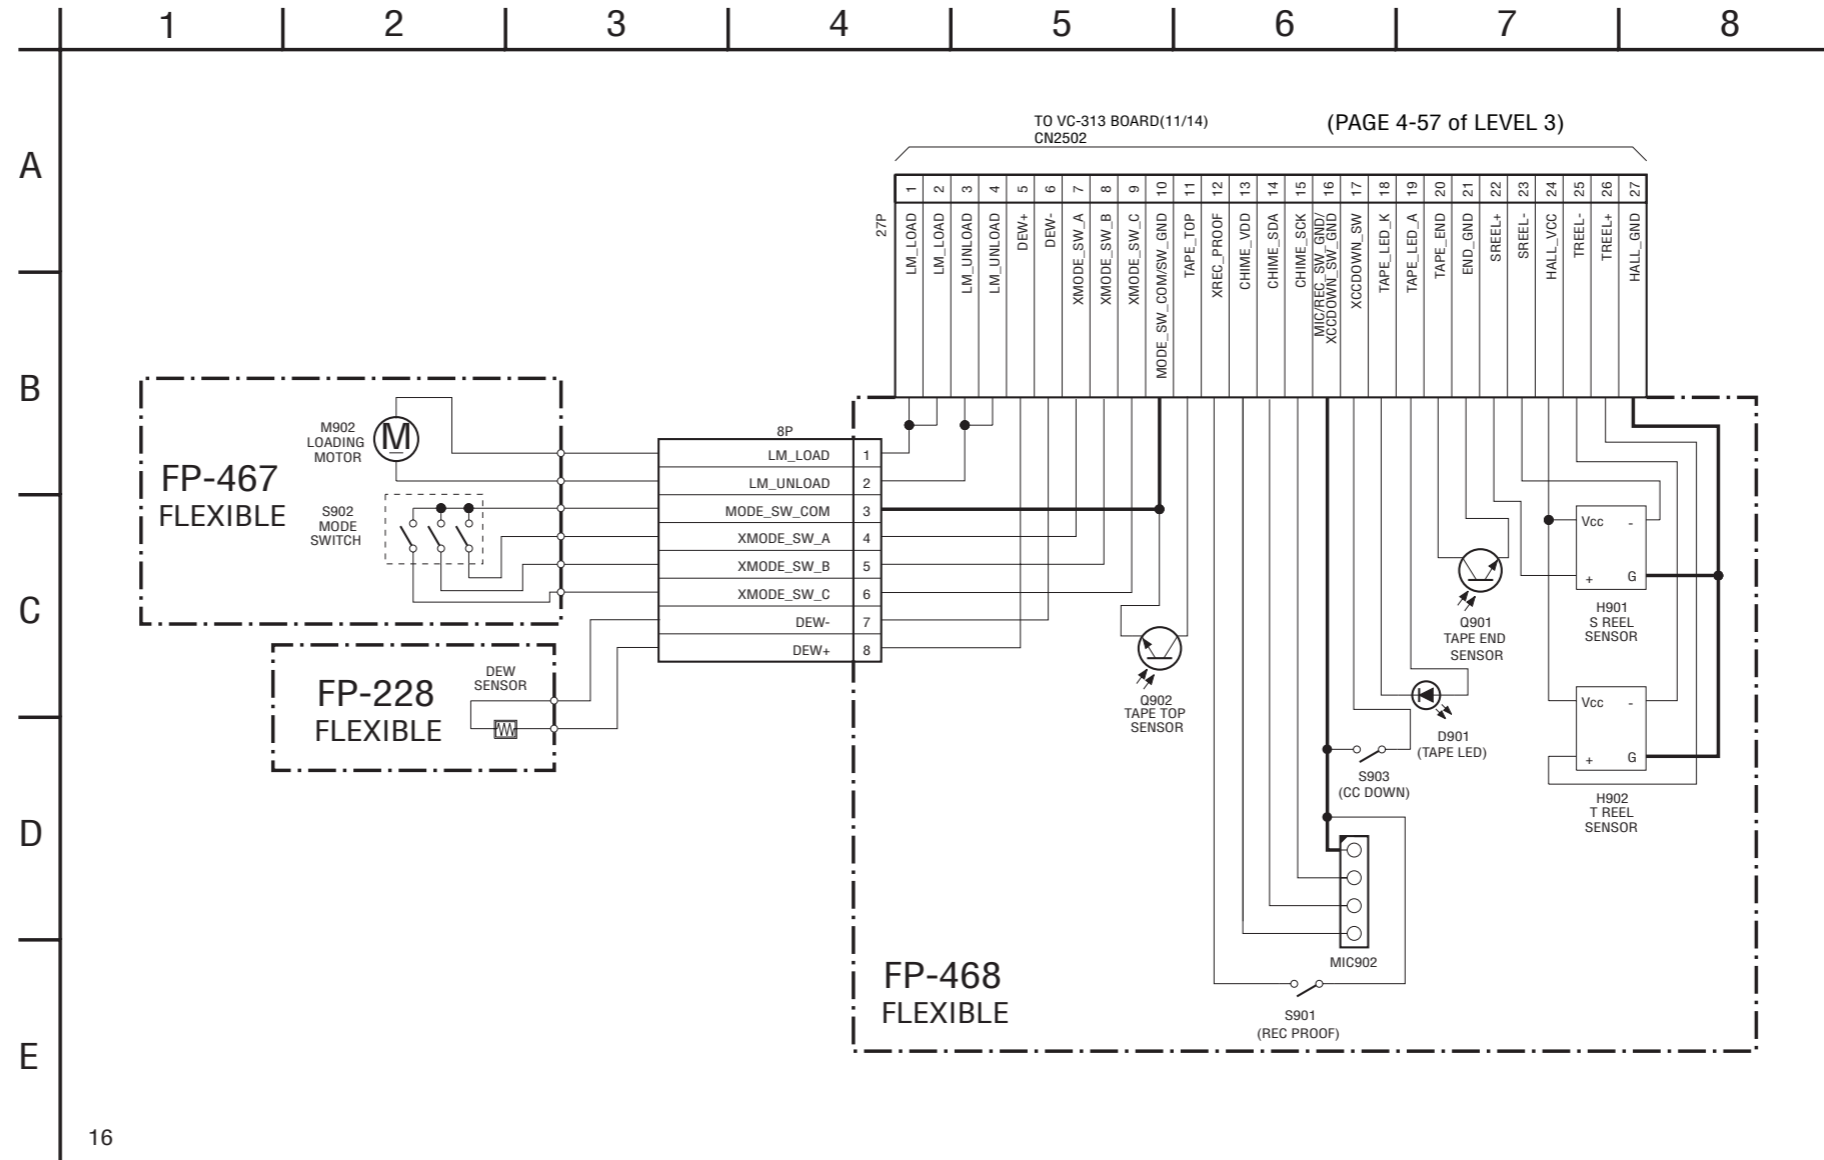 1 2 3 4 5 6 7 8
A
B
C
D
E
TO VC-313 BOARD(11/14)
CN2502
(PAGE 4-57 of LEVEL 3)
27P
1 LM_LOAD
2 LM_LOAD
3 LM_UNLOAD
4 LM_UNLOAD
5 DEW+
6 DEW-
7 XMODE_SW_A
8 XMODE_SW_B
9 XMODE_SW_C
10 MODE_SW_COM/SW_GND
11 TAPE_TOP
12 XREC_PROOF
13 CHIME_VDD
14 CHIME_SDA
15 CHIME_SCK
16 MIC/REC_SW_GND/
XCCDOWN_SW_GND
17 XCCDOWN_SW
18 TAPE_LED_K
19 TAPE_LED_A
20 TAPE_END
21 END_GND
22 SREEL+
23 SREEL-
24 HALL_VCC
25 TREEL-
26 TREEL+
27 HALL_GND
FP-467
FLEXIBLE
M902
LOADING
MOTOR
M
S902
MODE
SWITCH
8P
LM_LOAD 1
LM_UNLOAD 2
MODE_SW_COM 3
XMODE_SW_A 4
XMODE_SW_B 5
XMODE_SW_C 6
DEW- 7
DEW+ 8
FP-228
FLEXIBLE
DEW
SENSOR
Q902
TAPE TOP
SENSOR
Q901
TAPE END
SENSOR
D901
(TAPE LED)
S903
(CC DOWN)
Vcc -
+ G
H901
S REEL
SENSOR
Vcc -
+ G
H902
T REEL
SENSOR
MIC902
S901
(REC PROOF)
FP-468
FLEXIBLE
16